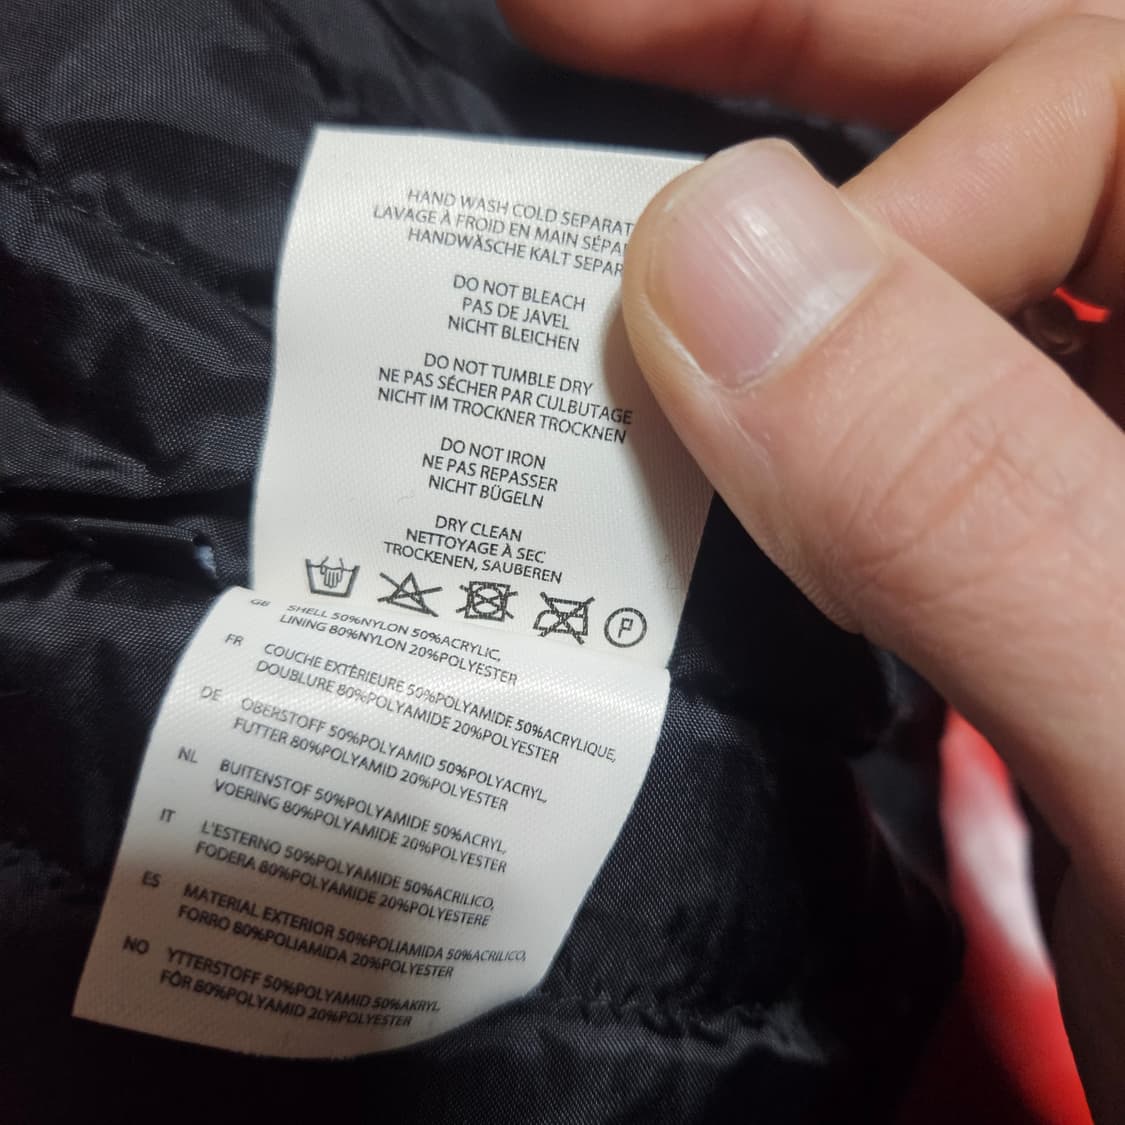 HAND WASH COLD SEPARAT
LAVAGE À FROID EN MAIN SÉPA
HANDWÄSCHE KALT SEPAR
DO NOT BLEACH
PAS DE JAVEL
NICHT BLEICHEN
DO NOT TUMBLE DRY
NE PAS SÉCHER PAR CULBUTAGE
NICHT IM TROCKNER TROCKNEN
DO NOT IRON
NE PAS REPASSER
NICHT BÜGELN
DRY CLEAN
NETTOYAGE À SEC
TROCKENEN, SAUBEREN
P
GB SHELL 50%NYLON 50%ACRYLIC,
LINING 80%NYLON 20%POLYESTER
FR COUCHE EXTÈRIEURE 50%POLYAMIDE 50%ACRYLIQUE,
DOUBLURE 80%POLYAMIDE 20%POLYESTER
DE OBERSTOFF 50%POLYAMID 50%POLYACRYL,
FUTTER 80%POLYAMID 20%POLYESTER
NL BUITENSTOF 50%POLYAMIDE 50%ACRYL,
VOERING 80%POLYAMIDE 20%POLYESTER
IT L'ESTERNO 50%POLYAMIDE 50%ACRILICO,
FODERA 80%POLYAMIDE 20%POLYESTERE
ES MATERIAL EXTERIOR 50%POLIAMIDA 50%ACRILICO,
FORRO 80%POLIAMIDA 20%POLYESTER
NO YTTERSTOFF 50%POLYAMID 50%AKRYL
FÔR 80%POLYAMID 20%POLYESTER